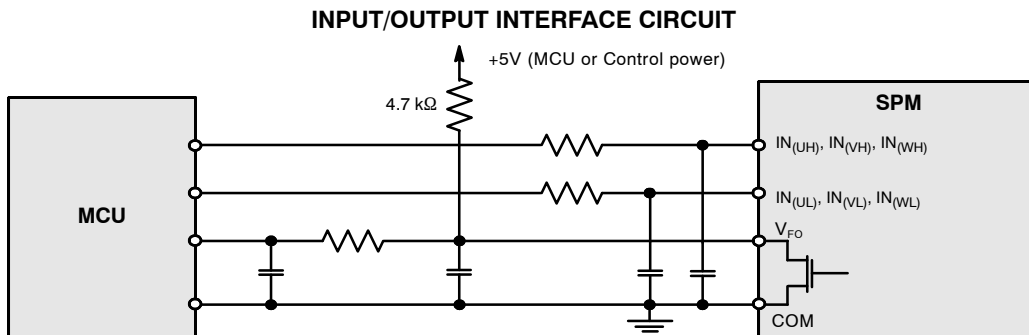 INPUT/OUTPUT INTERFACE CIRCUIT
+5V (MCU or Control power)
4.7 kΩ
SPM
IN(UH), IN(VH), IN(WH)
IN(UL), IN(VL), IN(WL)
MCU
VFO
COM